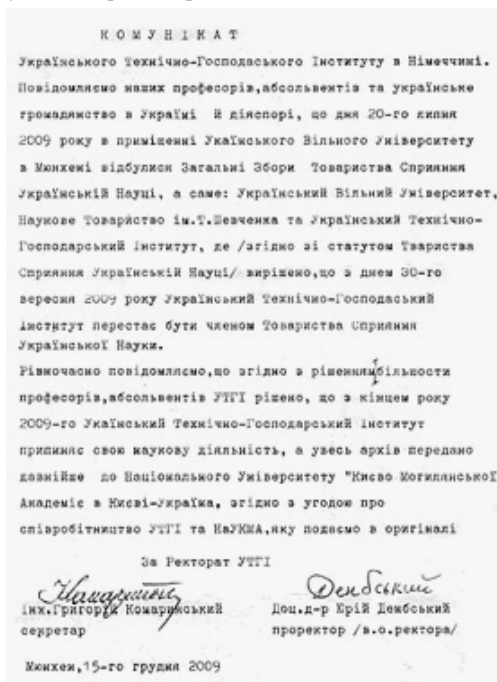 К О М У Н І К А Т
Українського Технічно-Господаського Інституту в Німеччині.
Повідомляємо наших професорів,абсольвентів та українське
громадянство в Україні й діяспорі, що дня 20-го липня
2009 року в приміщенні Укаїнського Вільного Університету
в Мюнхені відбулися Загальні Збори Товариства Сприяння
Українській Науці, а саме: Український Вільний Університет,
Наукове Товариство ім.Т.Шевченка та Український Технічно-
Господарський Інститут, де /згідно зі статутом Твариства
Сприяння Українській Науці/ вирішено,що з днем 30-го
вересня 2009 року Український Технічно-Господаський
Інститут перестає бути членом Товариства Сприяння
Української Науки.
Рівночасно повідомляємо,що згідно з рішенням більшости
професорів,абсольвентів УТГІ рішено, що з кінцем року
2009-го Укаїнський Технічно-Господарський Інститут
припиняє свою наукову діяльність, а увесь архів передано
давнійше до Національного Університету "Києво Могилянської
Академіє в Києві-Україна, згідно з угодою про
співробітництво УТГІ та НаУКМА,яку подаємо в оригіналі
За Ректорат УТГІ
інж.Григорій Комаринський Доц.д-р Юрій Дембський
секретар проректор /в.о.ректора/
Мюнхен,15-го грудня 2009